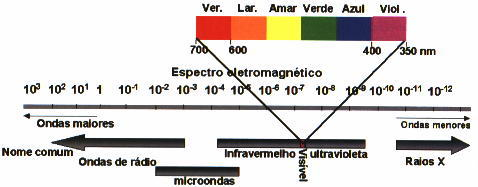 Ver. Lar. Amar Verde Azul Viol .
700 600 400 350 nm
Espectro eletromagnético
10³ 10² 10¹ 1 10⁻¹ 10⁻² 10⁻³ 10⁻⁴ 10⁻⁵ 10⁻⁶ 10⁻⁷ 10⁻⁸ 10⁻⁹ 10⁻¹⁰ 10⁻¹¹ 10⁻¹²
Ondas maiores Ondas menores
Nome comum Ondas de rádio infravermelho Visível ultravioleta Raios X
microondas